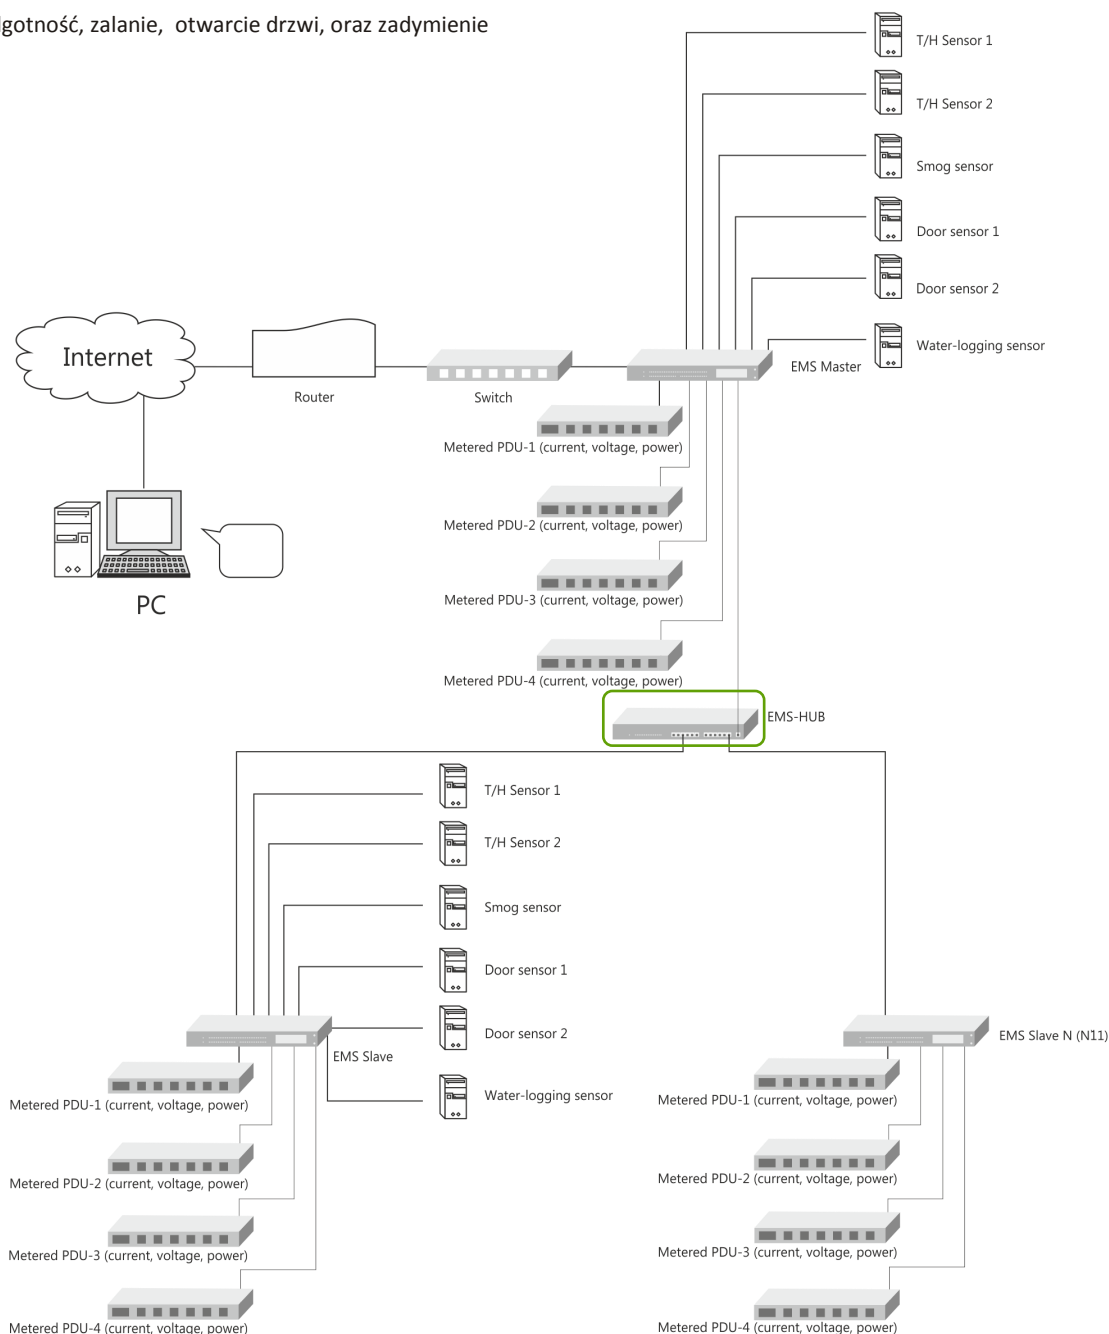 zalanie, otwarcie drzwi, oraz zadymienie
T/H Sensor 1
T/H Sensor 2
Smog sensor
Door sensor 1
Door sensor 2
Water-logging sensor
Internet
Router
Switch
EMS Master
Metered PDU-1 (current, voltage, power)
Metered PDU-2 (current, voltage, power)
Metered PDU-3 (current, voltage, power)
Metered PDU-4 (current, voltage, power)
PC
EMS-HUB
T/H Sensor 1
T/H Sensor 2
Smog sensor
Door sensor 1
Door sensor 2
Water-logging sensor
EMS Slave
Metered PDU-1 (current, voltage, power)
Metered PDU-2 (current, voltage, power)
Metered PDU-3 (current, voltage, power)
Metered PDU-4 (current, voltage, power)
EMS Slave N
Metered PDU-1 (current, voltage, power)
Metered PDU-2 (current, voltage, power)
Metered PDU-3 (current, voltage, power)
Metered PDU-4 (current, voltage, power)